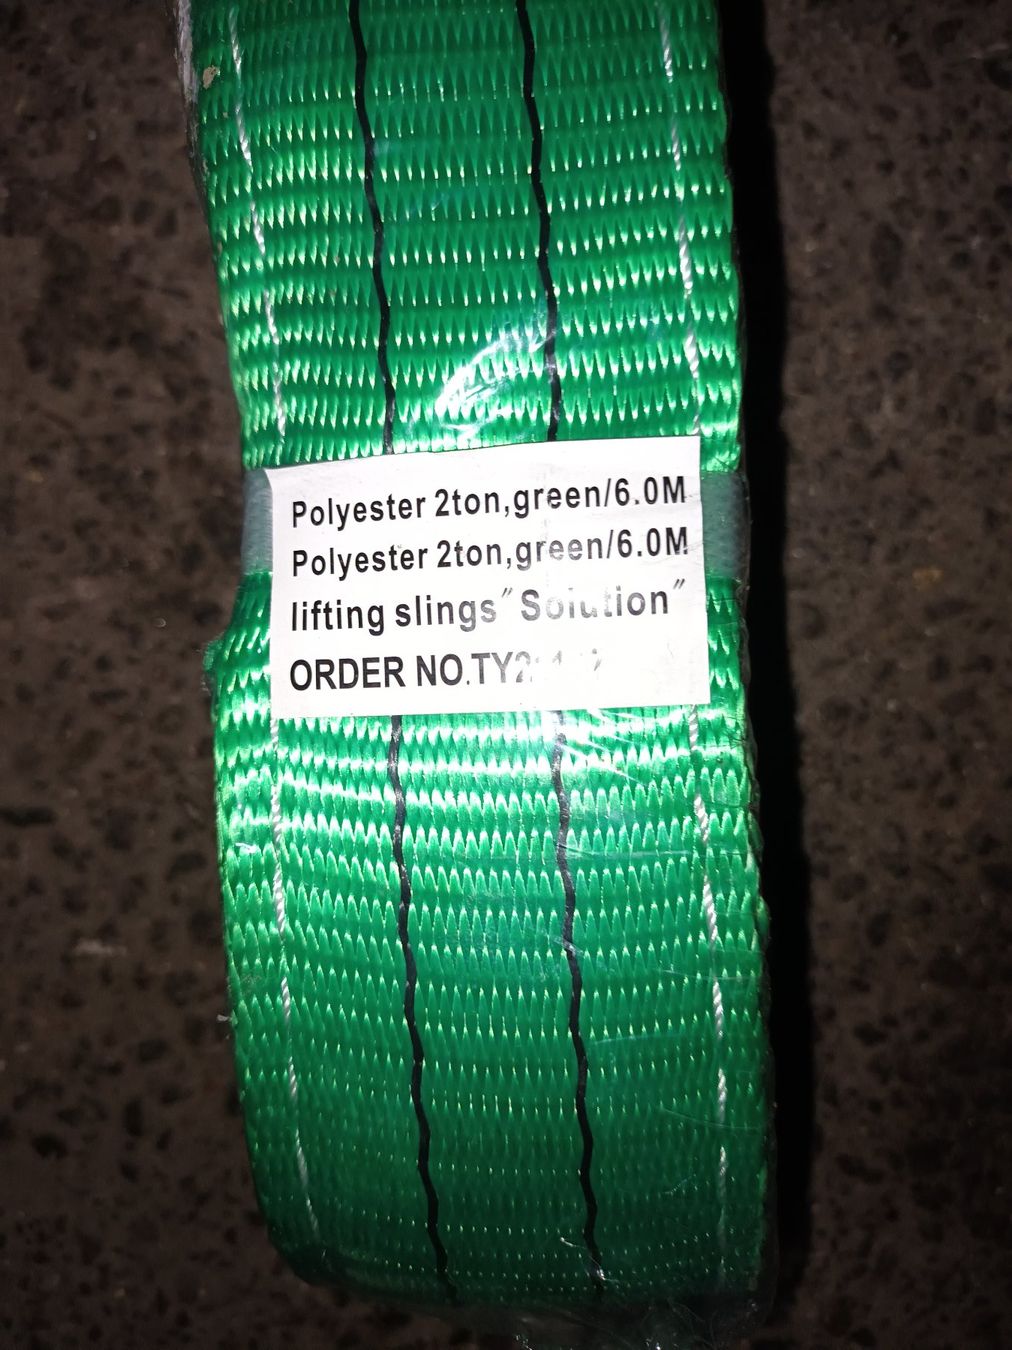 Polyester 2ton,green/6.0M
Polyester 2ton,green/6.0M
lifting slings"Solution"
ORDER NO.